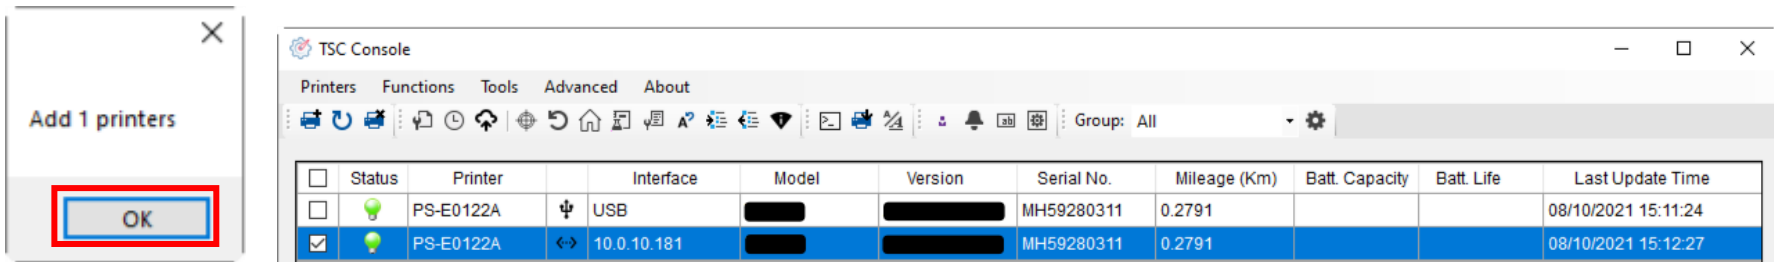 Add 1 printers
OK
TSC Console
Printers Functions Tools Advanced About
Group: All
Status Printer Interface Model Version Serial No. Mileage (Km) Batt. Capacity Batt. Life Last Update Time
PS-E0122A USB MH59280311 0.2791 08/10/2021 15:11:24
PS-E0122A 10.0.10.181 MH59280311 0.2791 08/10/2021 15:12:27